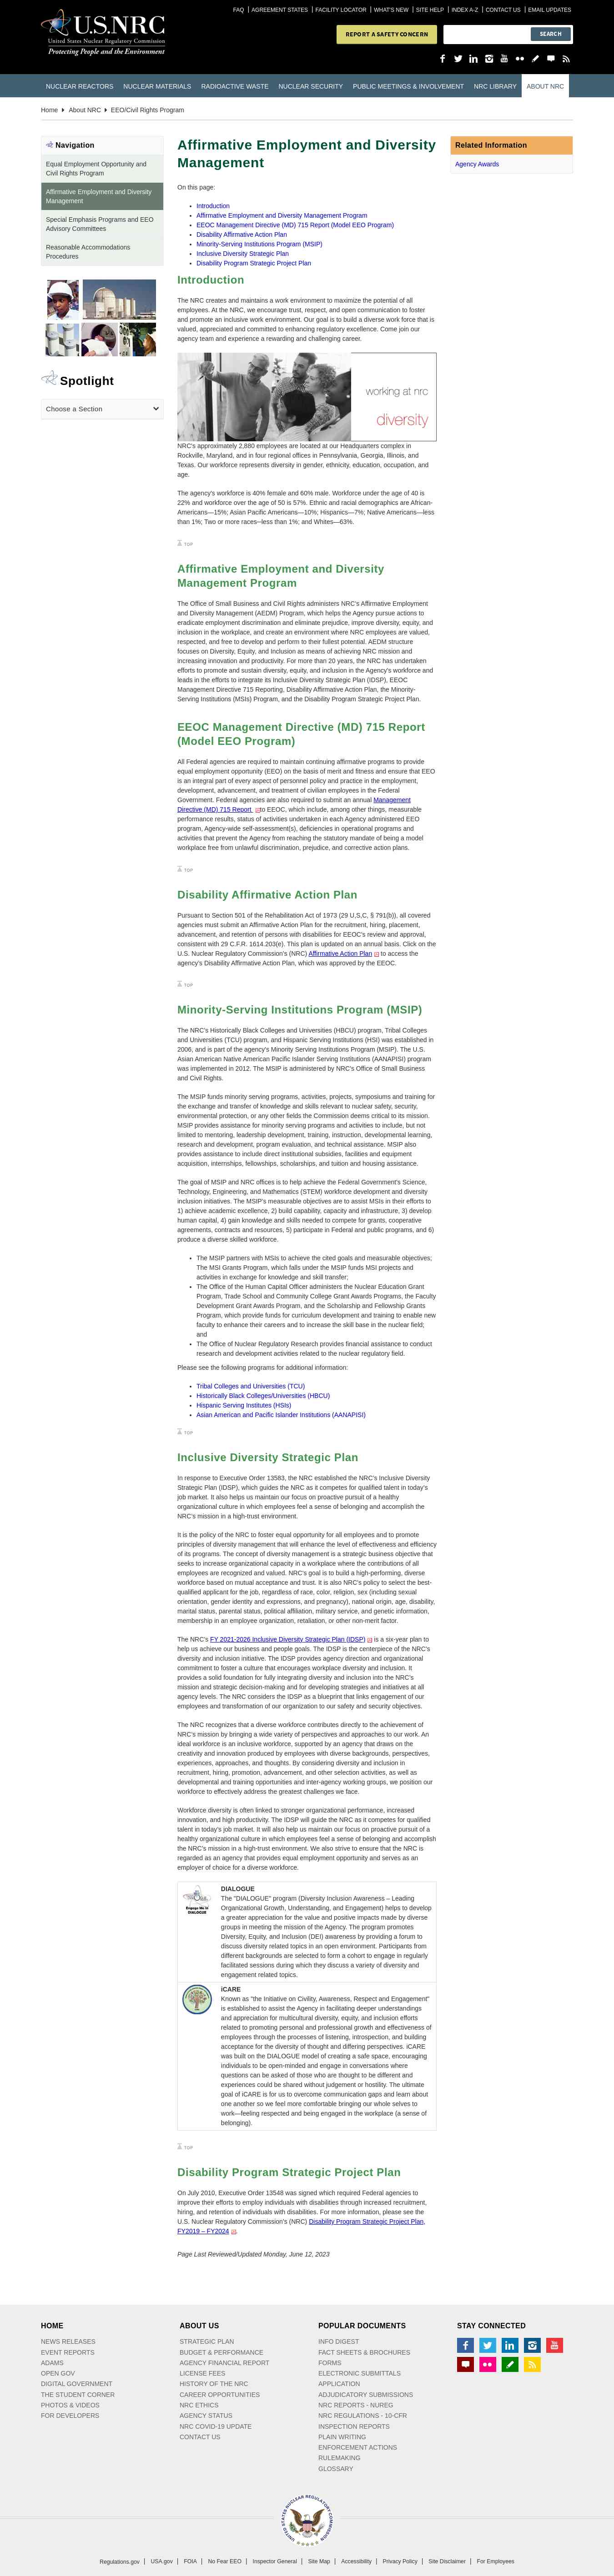 FAQ | AGREEMENT STATES | FACILITY LOCATOR | WHAT'S NEW | SITE HELP | INDEX A-Z | CONTACT US | EMAIL UPDATES
U.S.NRC
United States Nuclear Regulatory Commission
Protecting People and the Environment
REPORT A SAFETY CONCERN
SEARCH
NUCLEAR REACTORS NUCLEAR MATERIALS RADIOACTIVE WASTE NUCLEAR SECURITY PUBLIC MEETINGS & INVOLVEMENT NRC LIBRARY ABOUT NRC
Home About NRC EEO/Civil Rights Program
Navigation
Equal Employment Opportunity and
Civil Rights Program
Affirmative Employment and Diversity
Management
Special Emphasis Programs and EEO
Advisory Committees
Reasonable Accommodations
Procedures
Spotlight
Choose a Section
Affirmative Employment and Diversity
Management
On this page:
• Introduction
• Affirmative Employment and Diversity Management Program
• EEOC Management Directive (MD) 715 Report (Model EEO Program)
• Disability Affirmative Action Plan
• Minority-Serving Institutions Program (MSIP)
• Inclusive Diversity Strategic Plan
• Disability Program Strategic Project Plan
Introduction
The NRC creates and maintains a work environment to maximize the potential of all
employees. At the NRC, we encourage trust, respect, and open communication to foster
and promote an inclusive work environment. Our goal is to build a diverse work force that is
valued, appreciated and committed to enhancing regulatory excellence. Come join our
agency team and experience a rewarding and challenging career.
working at nrc
diversity
NRC's approximately 2,880 employees are located at our Headquarters complex in
Rockville, Maryland, and in four regional offices in Pennsylvania, Georgia, Illinois, and
Texas. Our workforce represents diversity in gender, ethnicity, education, occupation, and
age.
The agency's workforce is 40% female and 60% male. Workforce under the age of 40 is
22% and workforce over the age of 50 is 57%. Ethnic and racial demographics are African-
Americans—15%; Asian Pacific Americans—10%; Hispanics—7%; Native Americans—less
than 1%; Two or more races--less than 1%; and Whites—63%.
TOP
Affirmative Employment and Diversity
Management Program
The Office of Small Business and Civil Rights administers NRC's Affirmative Employment
and Diversity Management (AEDM) Program, which helps the Agency pursue actions to
eradicate employment discrimination and eliminate prejudice, improve diversity, equity, and
inclusion in the workplace, and create an environment where NRC employees are valued,
respected, and free to develop and perform to their fullest potential. AEDM structure
focuses on Diversity, Equity, and Inclusion as means of achieving NRC mission and
increasing innovation and productivity. For more than 20 years, the NRC has undertaken
efforts to promote and sustain diversity, equity, and inclusion in the workplace and leads in
efforts to integrate its Inclusive Diversity Strategic Plan (IDSP), EEOC
Management Directive 715 Reporting, Disability Affirmative Action Plan, the Minority-
Serving Institutions (MSIs) Program, and the Disability Program Strategic Project Plan.
EEOC Management Directive (MD) 715 Report
(Model EEO Program)
All Federal agencies are required to maintain a continuing affirmative program to provide
equal employment opportunity (EEO) on the basis of merit and fitness and ensure that EEO
is an integral part of every aspect of personnel policy and practice in the employment,
development, advancement, and treatment of civilian employees in the Federal
Government. Federal agencies are also required to submit an annual Management
Directive (MD) 715 Report to EEOC, which include, among other things, measurable
performance results, status of activities undertaken in each Agency administered EEO
program, Agency-wide self-assessment(s), deficiencies in operational programs and
activities that prevent the Agency from reaching the statutory mandate of being a model
workplace free from unlawful discrimination, prejudice, and corrective action plans.
TOP
Disability Affirmative Action Plan
Pursuant to Section 501 of the Rehabilitation Act of 1973 (29 U,S,C, § 791(b)), all covered
agencies must submit an Affirmative Action Plan for the recruitment, hiring, placement,
advancement, and retention of persons with disabilities for EEOC's review and approval,
consistent with 29 C.F.R. 1614.203(e). This plan is updated on an annual basis. Click on the
U.S. Nuclear Regulatory Commission's (NRC) Affirmative Action Plan to access the
agency's Disability Affirmative Action Plan, which was approved by the EEOC.
TOP
Minority-Serving Institutions Program (MSIP)
The NRC's Historically Black Colleges and Universities (HBCU) program, Tribal Colleges
and Universities (TCU) program, and Hispanic Serving Institutions (HSI) was established in
2006, and is part of the agency's Minority Serving Institutions Program (MSIP). The U.S.
Asian American Native American Pacific Islander Serving Institutions (AANAPISI) program
was implemented in 2012. The MSIP is administered by NRC's Office of Small Business
and Civil Rights.
The MSIP funds minority serving programs, activities, projects, symposiums and training for
the exchange and transfer of knowledge and skills relevant to nuclear safety, security,
environmental protection, or any other fields the Commission deems critical to its mission.
MSIP provides assistance for minority serving programs and activities to include, but not
limited to mentoring, leadership development, training, instruction, developmental learning,
research and development, program evaluation, and technical assistance. MSIP also
provides assistance to include direct institutional subsidies, facilities and equipment
acquisition, internships, fellowships, scholarships, and tuition and housing assistance.
The goal of MSIP and NRC offices is to help achieve the Federal Government's Science,
Technology, Engineering, and Mathematics (STEM) workforce development and diversity
inclusion initiatives. The MSIP's measurable objectives are to assist MSIs in their efforts to
1) achieve academic excellence, 2) build capacity, capacity and infrastructure, 3) develop
human capital, 4) gain knowledge and skills needed to compete for grants, cooperative
agreements, contracts and resources, 5) participate in Federal and public programs, and 6)
produce a diverse skilled workforce.
• The MSIP partners with MSIs to achieve the cited goals and measurable objectives;
The MSI Grants Program, which falls under the MSIP funds MSI projects and
activities in exchange for knowledge and skill transfer;
• The Office of the Human Capital Officer administers the Nuclear Education Grant
Program, Trade School and Community College Grant Awards Programs, the Faculty
Development Grant Awards Program, and the Scholarship and Fellowship Grants
Program, which provide funds for curriculum development and training to enable new
faculty to enhance their careers and to increase the skill base in the nuclear field;
and
• The Office of Nuclear Regulatory Research provides financial assistance to conduct
research and development activities related to the nuclear regulatory field.
Please see the following programs for additional information:
• Tribal Colleges and Universities (TCU)
• Historically Black Colleges/Universities (HBCU)
• Hispanic Serving Institutes (HSIs)
• Asian American and Pacific Islander Institutions (AANAPISI)
TOP
Inclusive Diversity Strategic Plan
In response to Executive Order 13583, the NRC established the NRC's Inclusive Diversity
Strategic Plan (IDSP), which guides the NRC as it competes for qualified talent in today's
job market. It also helps us maintain our focus on proactive pursuit of a healthy
organizational culture in which employees feel a sense of belonging and accomplish the
NRC's mission in a high-trust environment.
It is the policy of the NRC to foster equal opportunity for all employees and to promote
principles of diversity management that will enhance the level of effectiveness and efficiency
of its programs. The concept of diversity management is a strategic business objective that
seeks to increase organizational capacity in a workplace where the contributions of all
employees are recognized and valued. NRC's goal is to build a high-performing, diverse
workforce based on mutual acceptance and trust. It is also NRC's policy to select the best-
qualified applicant for the job, regardless of race, color, religion, sex (including sexual
orientation, gender identity and expressions, and pregnancy), national origin, age, disability,
marital status, parental status, political affiliation, military service, and genetic information,
membership in an employee organization, retaliation, or other non-merit factor.
The NRC's FY 2021-2026 Inclusive Diversity Strategic Plan (IDSP) is a six-year plan to
help us achieve our business and people goals. The IDSP is the centerpiece of the NRC's
diversity and inclusion initiative. The IDSP provides agency direction and organizational
commitment to foster a culture that encourages workplace diversity and inclusion. It
provides a solid foundation for fully integrating diversity and inclusion into the NRC's
mission and strategic decision-making and for developing strategies and initiatives at all
agency levels. The NRC considers the IDSP as a blueprint that links engagement of our
employees and transformation of our organization to our safety and security objectives.
The NRC recognizes that a diverse workforce contributes directly to the achievement of
NRC's mission by bringing a wide variety of perspectives and approaches to our work. An
ideal workforce is an inclusive workforce, supported by an agency that draws on the
creativity and innovation produced by employees with diverse backgrounds, perspectives,
experiences, approaches, and thoughts. By considering diversity and inclusion in
recruitment, hiring, promotion, advancement, and other selection activities, as well as
developmental and training opportunities and inter-agency working groups, we position our
workforce to effectively address the greatest challenges we face.
Workforce diversity is often linked to stronger organizational performance, increased
innovation, and high productivity. The IDSP will guide the NRC as it competes for qualified
talent in today's job market. It will also help us maintain our focus on proactive pursuit of a
healthy organizational culture in which employees feel a sense of belonging and accomplish
the NRC's mission in a high-trust environment. We also strive to ensure that the NRC is
regarded as an agency that provides equal employment opportunity and serves as an
employer of choice for a diverse workforce.
Engage Me in
DIALOGUE
DIALOGUE
The "DIALOGUE" program (Diversity Inclusion Awareness – Leading
Organizational Growth, Understanding, and Engagement) helps to develop
a greater appreciation for the value and positive impacts made by diverse
groups in meeting the mission of the Agency. The program promotes
Diversity, Equity, and Inclusion (DEI) awareness by providing a forum to
discuss diversity related topics in an open environment. Participants from
different backgrounds are selected to form a cohort to engage in regularly
facilitated sessions during which they discuss a variety of diversity and
engagement related topics.
iCARE
Known as "the Initiative on Civility, Awareness, Respect and Engagement"
is established to assist the Agency in facilitating deeper understandings
and appreciation for multicultural diversity, equity, and inclusion efforts
related to promoting personal and professional growth and effectiveness of
employees through the processes of listening, introspection, and building
acceptance for the diversity of thought and differing perspectives. iCARE
was built on the DIALOGUE model of creating a safe space, encouraging
individuals to be open-minded and engage in conversations where
questions can be asked and where individuals can be different and
experiences could be shared without judgement or hostility. The ultimate
goal of iCARE is for us to overcome communication gaps and learn about
one another so we feel more comfortable bringing our whole selves to
work—feeling respected and being engaged in the workplace (a sense of
belonging).
TOP
Disability Program Strategic Project Plan
On July 2010, Executive Order 13548 was signed which required Federal agencies to
improve their efforts to employ individuals with disabilities through improved recruitment,
hiring, and retention of individuals with disabilities. For more information, please see the
U.S. Nuclear Regulatory Commission's (NRC) Disability Program Strategic Project Plan,
FY2019 – FY2024.
Page Last Reviewed/Updated Monday, June 12, 2023
Related Information
Agency Awards
HOME
NEWS RELEASES
EVENT REPORTS
ADAMS
OPEN GOV
DIGITAL GOVERNMENT
THE STUDENT CORNER
PHOTOS & VIDEOS
FOR DEVELOPERS
ABOUT US
STRATEGIC PLAN
BUDGET & PERFORMANCE
AGENCY FINANCIAL REPORT
LICENSE FEES
HISTORY OF THE NRC
CAREER OPPORTUNITIES
NRC ETHICS
AGENCY STATUS
NRC COVID-19 UPDATE
CONTACT US
POPULAR DOCUMENTS
INFO DIGEST
FACT SHEETS & BROCHURES
FORMS
ELECTRONIC SUBMITTALS
APPLICATION
ADJUDICATORY SUBMISSIONS
NRC REPORTS - NUREG
NRC REGULATIONS - 10-CFR
INSPECTION REPORTS
PLAIN WRITING
ENFORCEMENT ACTIONS
RULEMAKING
GLOSSARY
STAY CONNECTED
UNITED STATES NUCLEAR REGULATORY COMMISSION
Regulations.gov | USA.gov | FOIA | No Fear EEO | Inspector General | Site Map | Accessibility | Privacy Policy | Site Disclaimer | For Employees